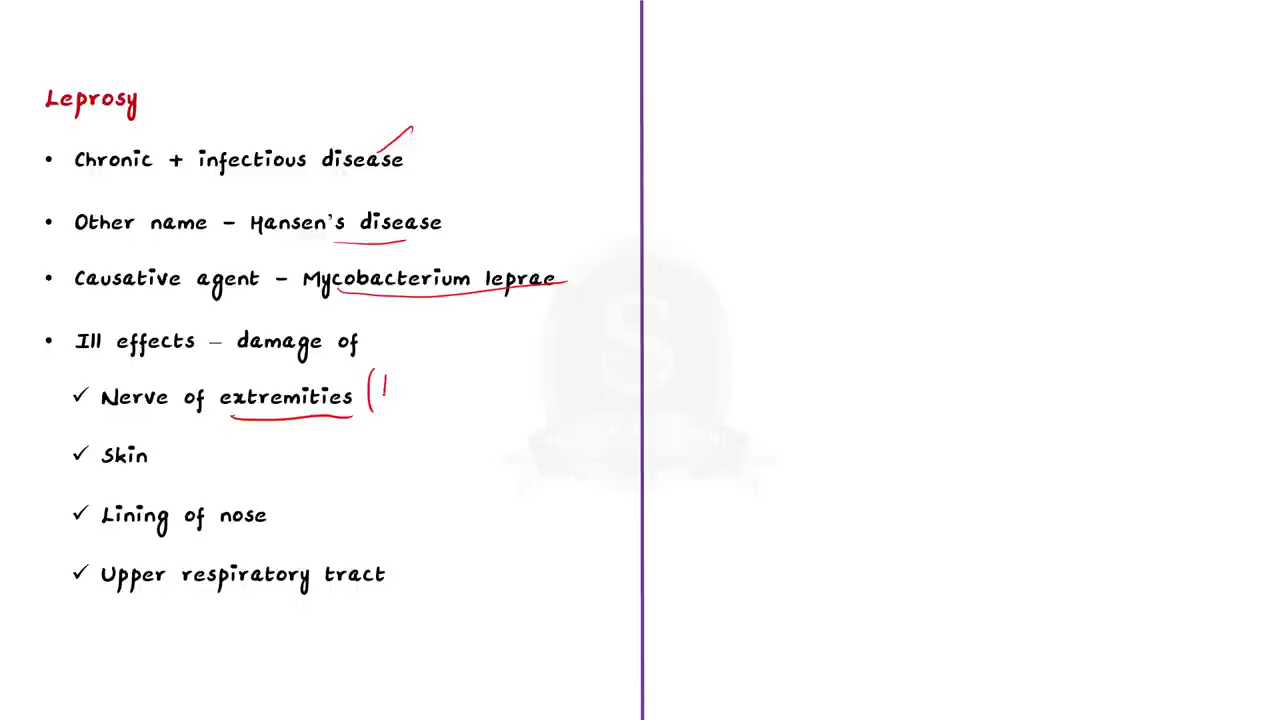 Leprosy
• Chronic + infectious disease
• Other name - Hansen's disease
• Causative agent - Mycobacterium leprae
• Ill effects – damage of
✓ Nerve of extremities (
✓ Skin
✓ Lining of nose
✓ Upper respiratory tract